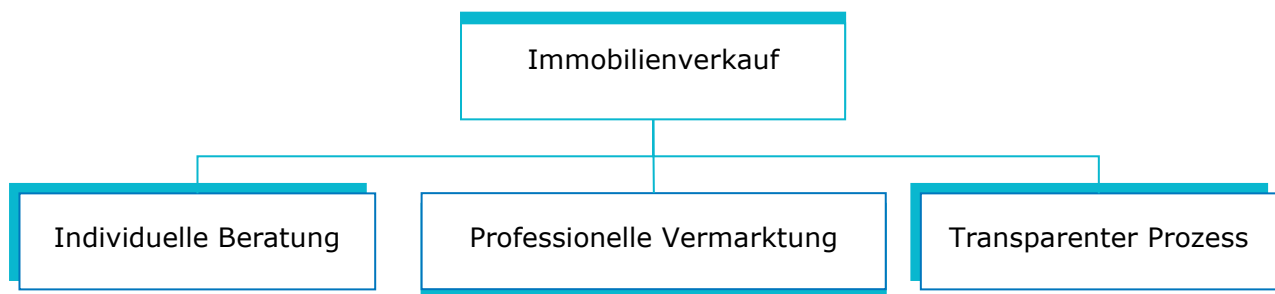 Immobilienverkauf
Individuelle Beratung
Professionelle Vermarktung
Transparenter Prozess